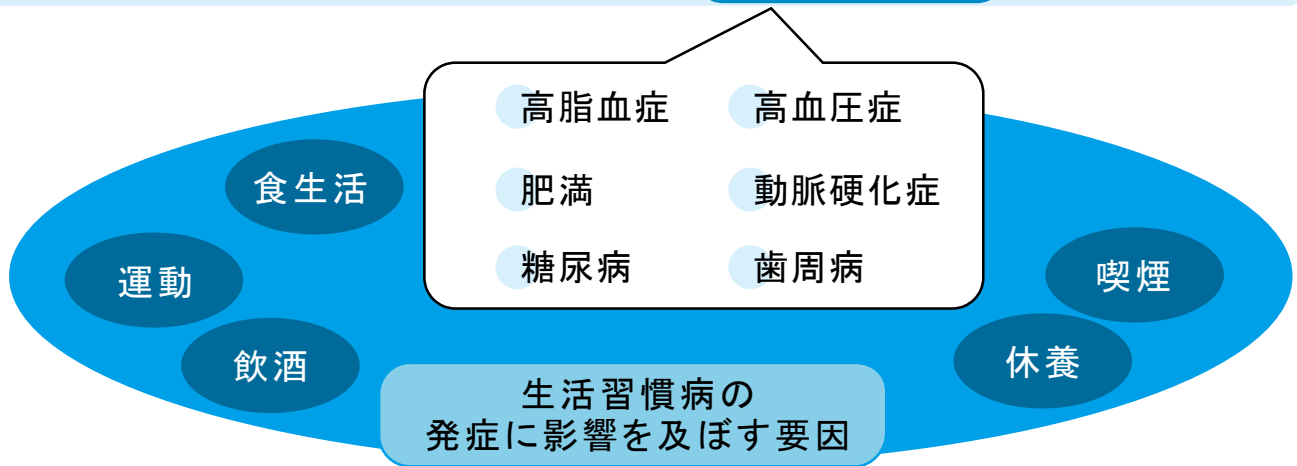 高脂血症
高血圧症
肥満
動脈硬化症
糖尿病
歯周病
食生活
運動
飲酒
喫煙
休養
生活習慣病の
発症に影響を及ぼす要因